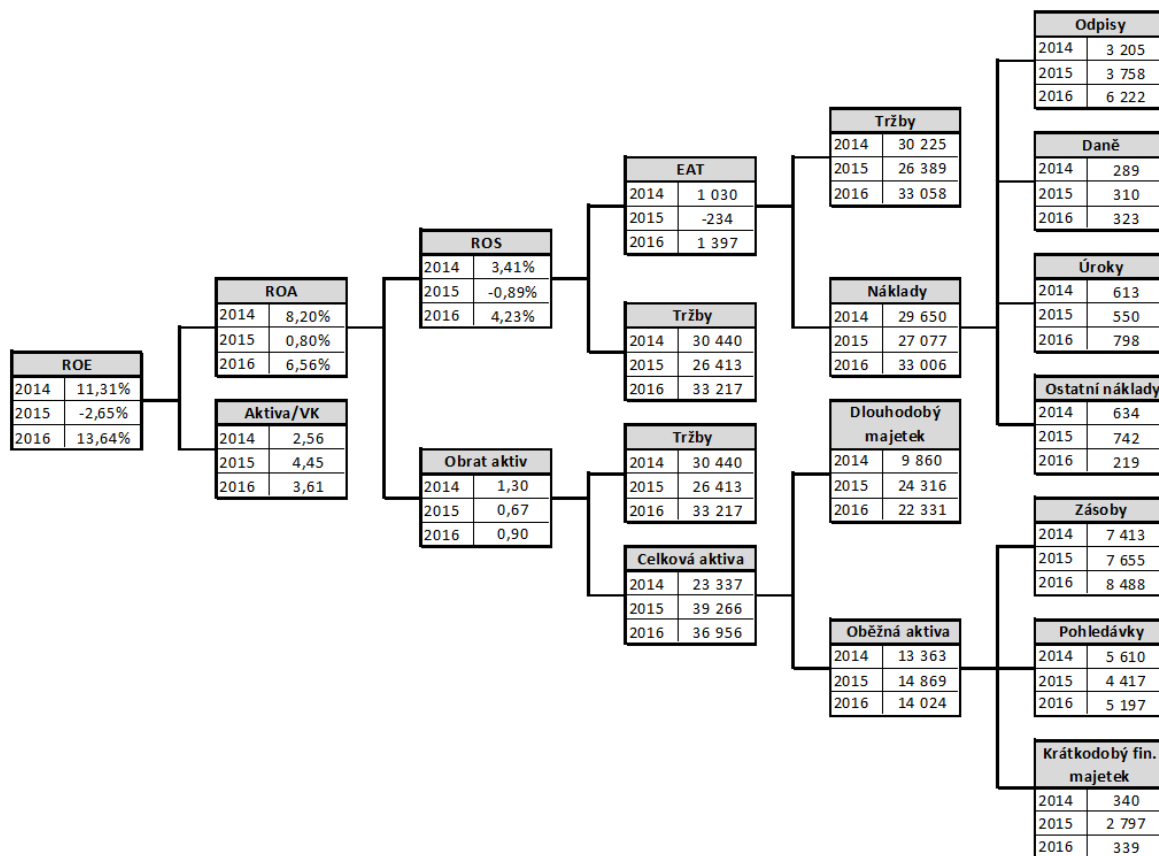 ROE
2014 11,31%
2015 -2,65%
2016 13,64%
ROA
2014 8,20%
2015 0,80%
2016 6,56%
Aktiva/VK
2014 2,56
2015 4,45
2016 3,61
ROS
2014 3,41%
2015 -0,89%
2016 4,23%
Obrat aktiv
2014 1,30
2015 0,67
2016 0,90
EAT
2014 1 030
2015 -234
2016 1 397
Tržby
2014 30 440
2015 26 413
2016 33 217
Tržby
2014 30 440
2015 26 413
2016 33 217
Celková aktiva
2014 23 337
2015 39 266
2016 36 956
Tržby
2014 30 225
2015 26 389
2016 33 058
Náklady
2014 29 650
2015 27 077
2016 33 006
Dlouhodobý
majetek
2014 9 860
2015 24 316
2016 22 331
Oběžná aktiva
2014 13 363
2015 14 869
2016 14 024
Odpisy
2014 3 205
2015 3 758
2016 6 222
Daně
2014 289
2015 310
2016 323
Úroky
2014 613
2015 550
2016 798
Ostatní náklady
2014 634
2015 742
2016 219
Zásoby
2014 7 413
2015 7 655
2016 8 488
Pohledávky
2014 5 610
2015 4 417
2016 5 197
Krátkodobý fin.
majetek
2014 340
2015 2 797
2016 339